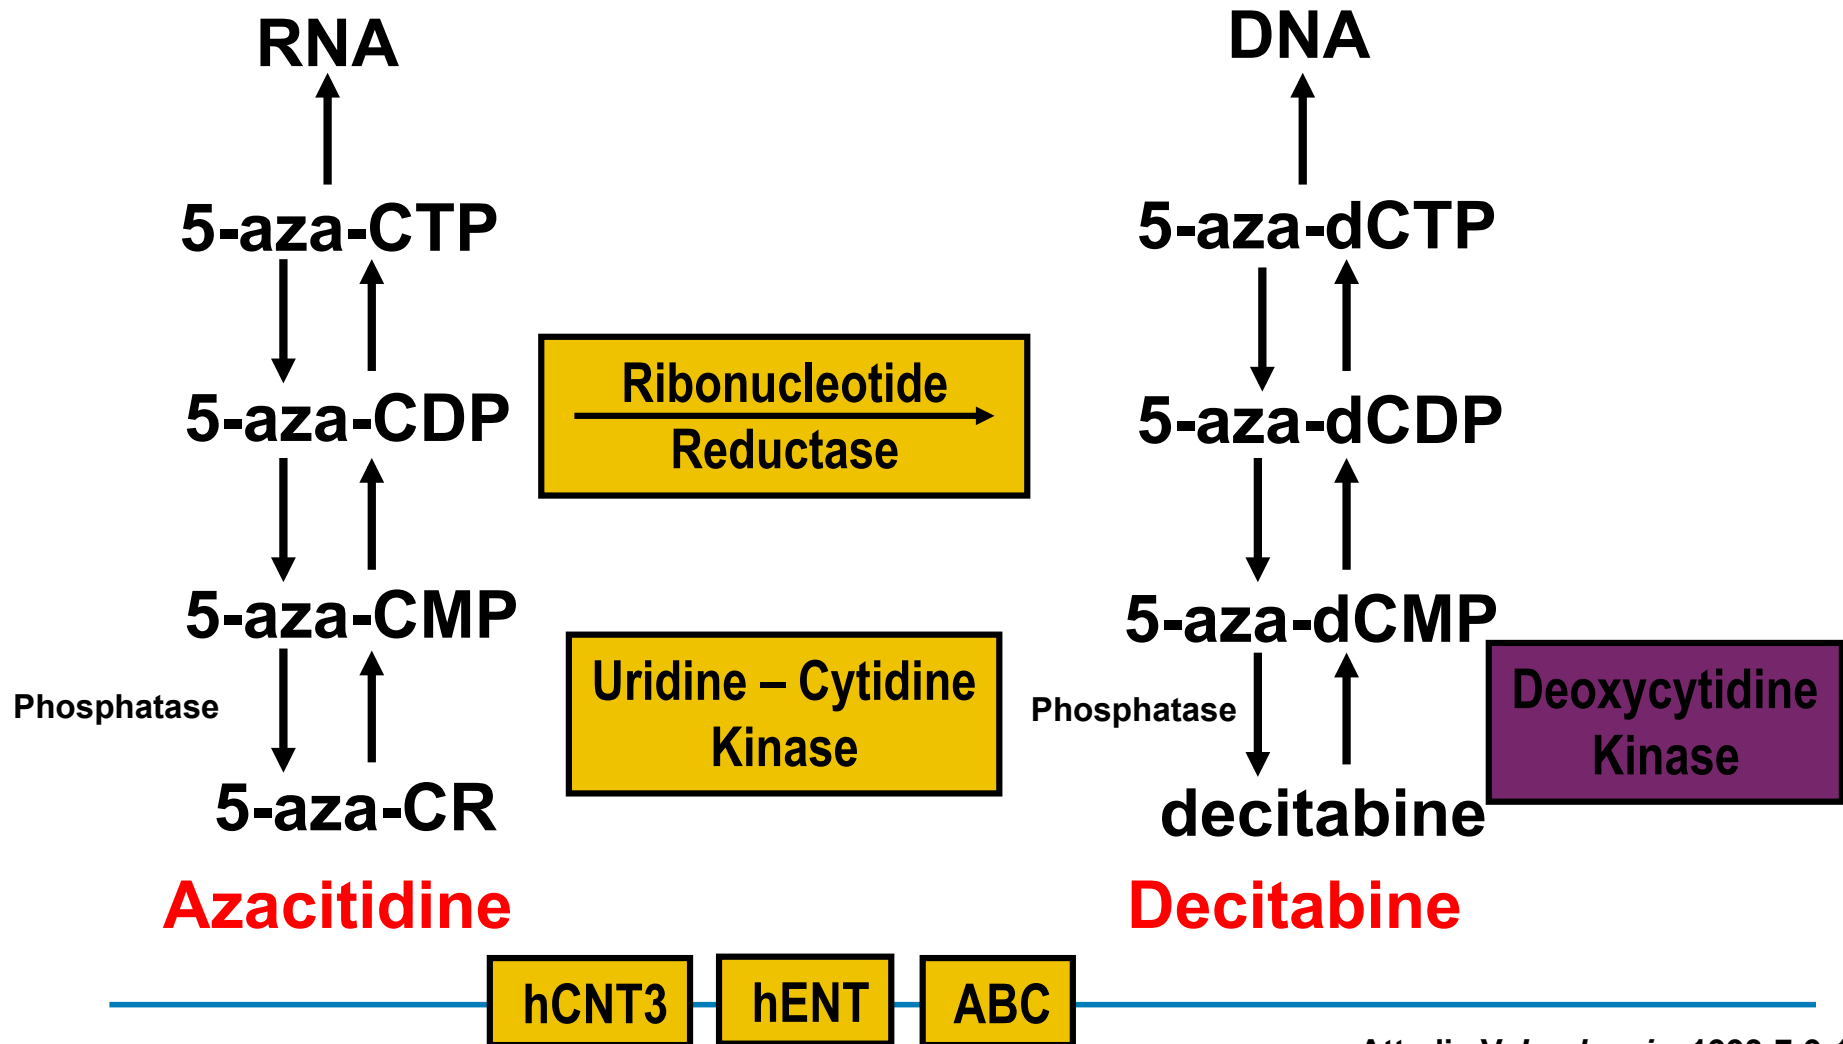 RNA
DNA
5-aza-CTP
5-aza-dCTP
Ribonucleotide
Reductase
5-aza-CDP
5-aza-dCDP
5-aza-CMP
5-aza-dCMP
Uridine – Cytidine
Kinase
Deoxycytidine
Kinase
Phosphatase
Phosphatase
5-aza-CR
decitabine
Azacitidine
Decitabine
hCNT3
hENT
ABC